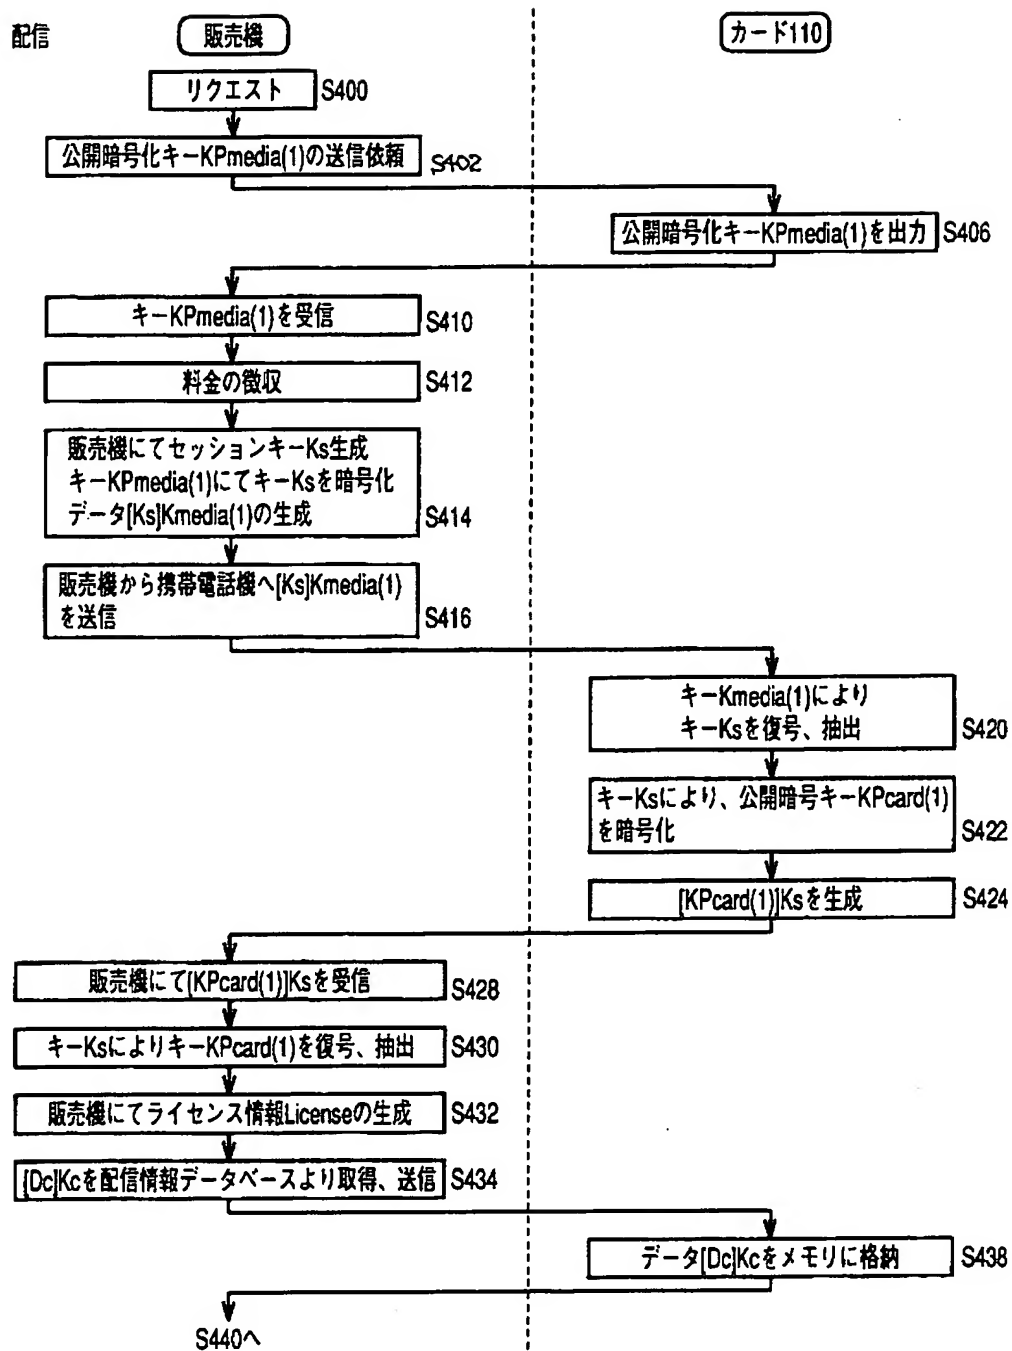 配信
販売機
カード110
リクエスト
S400
公開暗号化キーKPmedia(1)の送信依頼
S402
公開暗号化キーKPmedia(1)を出力
S406
キーKPmedia(1)を受信
S410
料金の徴収
S412
販売機にてセッションキーKs生成
キーKPmedia(1)にてキーKsを暗号化
データ[Ks]Kmedia(1)の生成
S414
販売機から携帯電話機へ[Ks]Kmedia(1)
を送信
S416
キーKmedia(1)により
キーKsを復号、抽出
S420
キーKsにより、公開暗号キーKPcard(1)
を暗号化
S422
[KPcard(1)]Ksを生成
S424
販売機にて[KPcard(1)]Ksを受信
S428
キーKsによりキーKPcard(1)を復号、抽出
S430
販売機にてライセンス情報Licenseの生成
S432
[Dc]Kcを配信情報データベースより取得、送信
S434
データ[Dc]Kcをメモリに格納
S438
S440へ